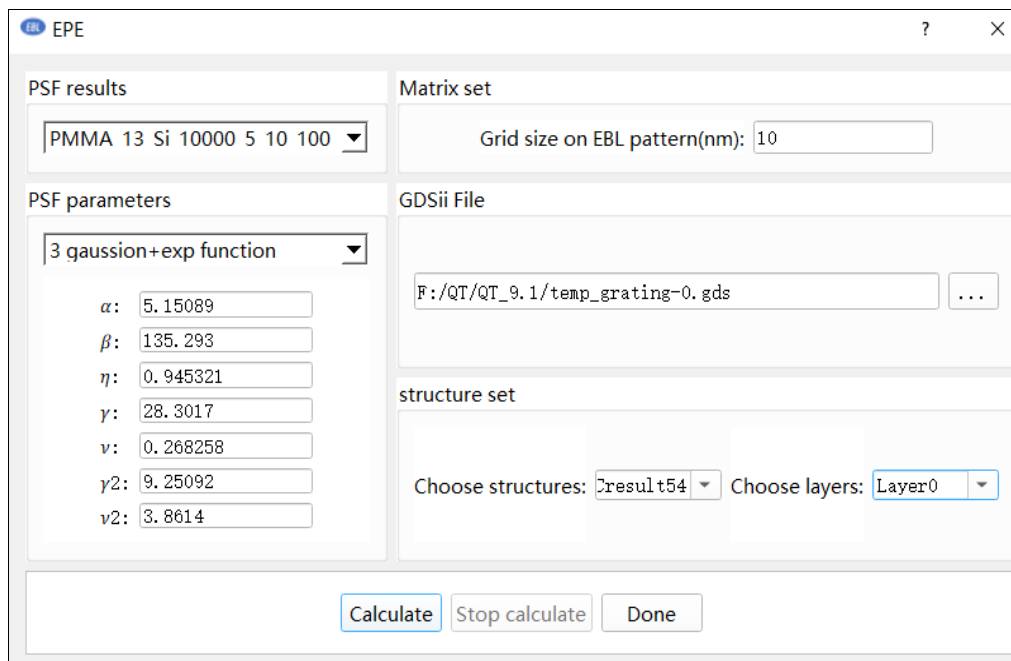 EBL EPE ? ×
PSF results
PMMA 13 Si 10000 5 10 100
PSF parameters
3 gaussion+exp function
α: 5.15089
β: 135.293
η: 0.945321
γ: 28.3017
ν: 0.268258
γ2: 9.25092
ν2: 3.8614
Matrix set
Grid size on EBL pattern(nm): 10
GDSii File
F:/QT/QT_9.1/temp_grating-0.gds ...
structure set
Choose structures: Cresult54 Choose layers: Layer0
Calculate Stop calculate Done